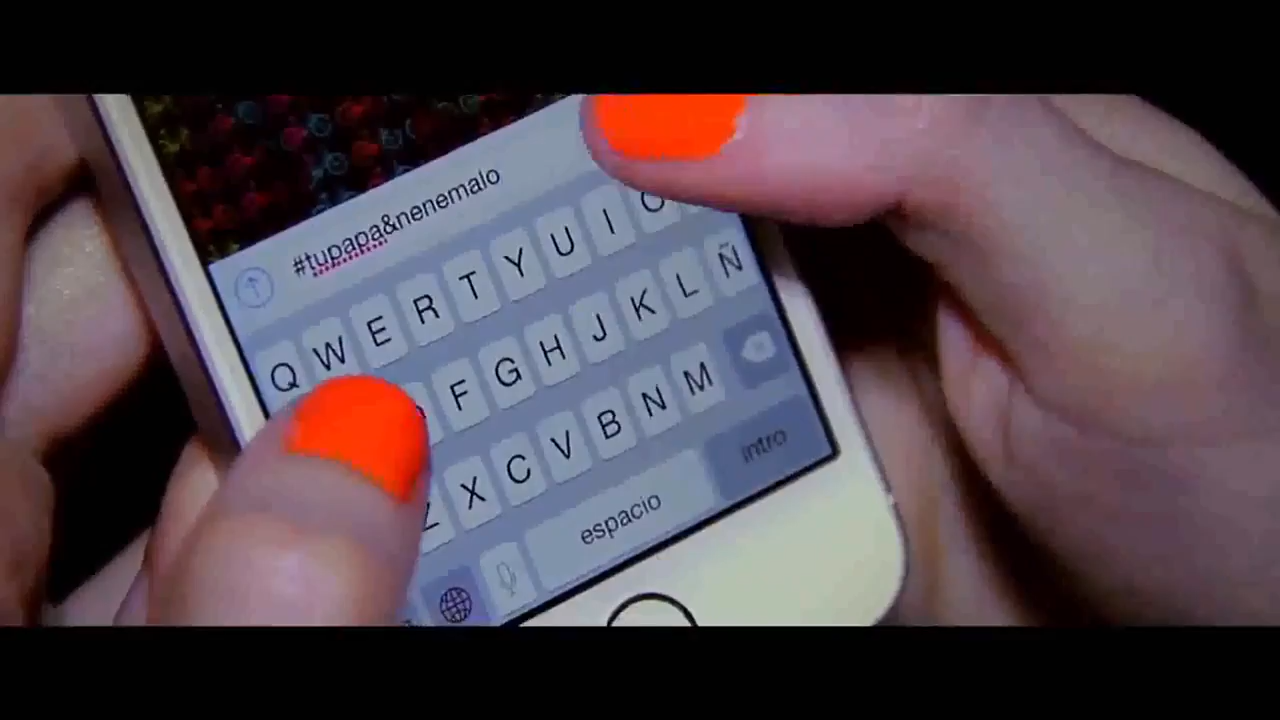 #tupapa&nenemalo
Q W E R T Y U I O
F G H J K L Ñ
Z X C V B N M
espacio intro